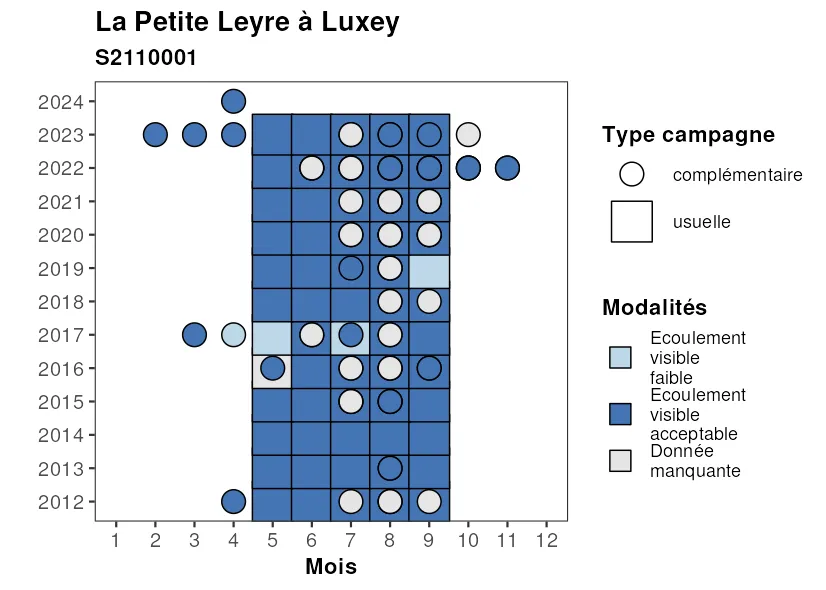 La Petite Leyre à Luxey
S2110001
2024
2023
2022
2021
2020
2019
2018
2017
2016
2015
2014
2013
2012
1 2 3 4 5 6 7 8 9 10 11 12
Mois
Type campagne
complémentaire
usuelle
Modalités
Ecoulement
visible
faible
Ecoulement
visible
acceptable
Donnée
manquante